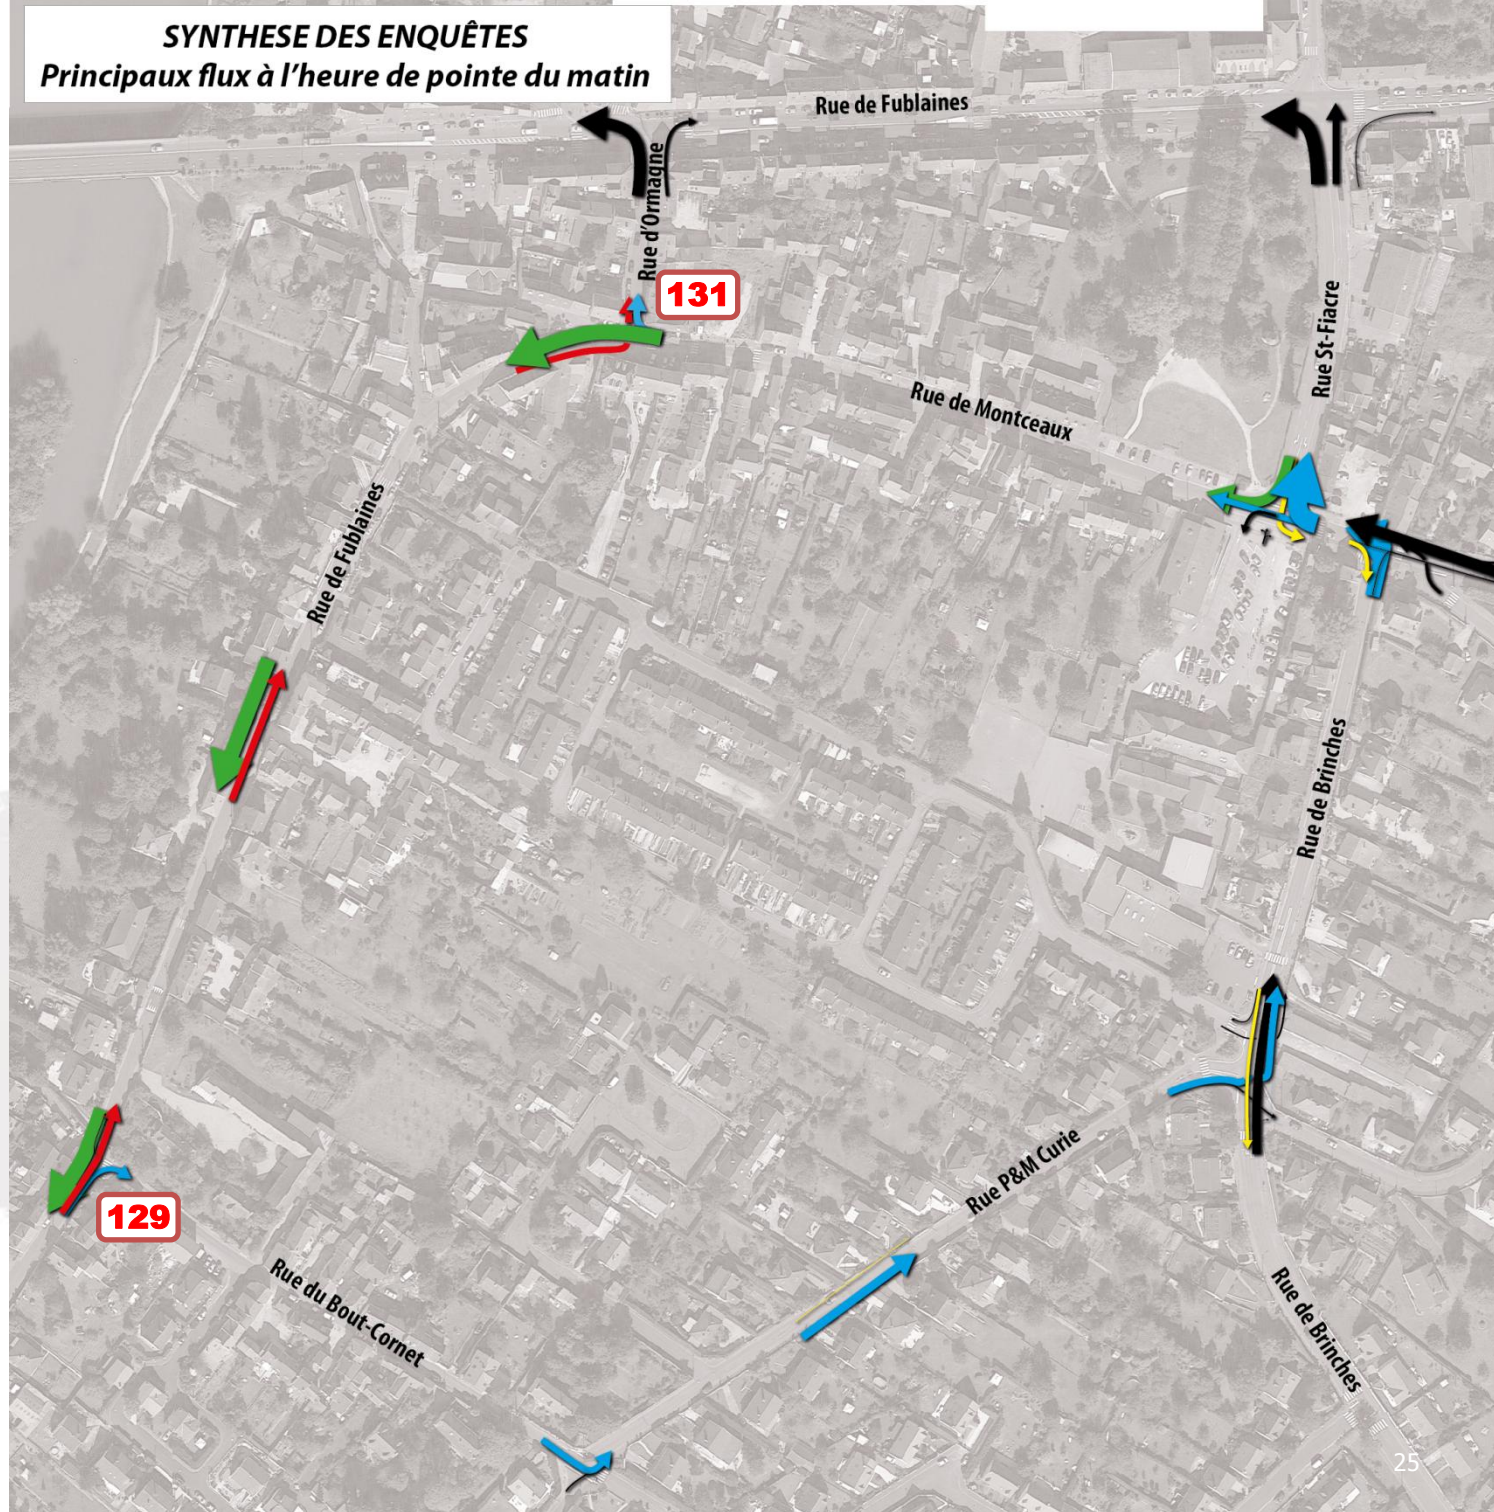 SYNTHESE DES ENQUÊTES
Principaux flux à l'heure de pointe du matin
Rue de Fublaines
Rue d'Ormagne
131
Rue St-Fiacre
Rue de Montceaux
Rue de Fublaines
Rue de Brinches
Rue P&M Curie
129
Rue du Bout-Cornet
Rue de Brinches
25